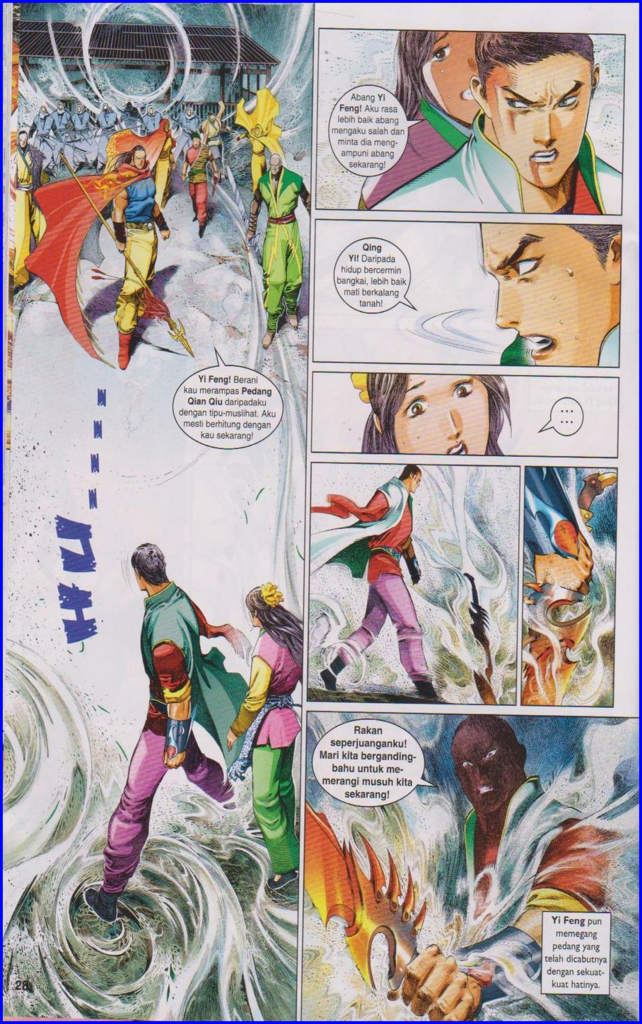 Yi Feng! Berani
kau merampas Pedang
Qian Qiu daripadaku
dengan tipu-muslihat. Aku
mesti berhitung dengan
kau sekarang!
Abang Yi
Feng! Aku rasa
lebih baik abang
mengaku salah dan
minta dia meng-
ampuni abang
sekarang!
Qing
Yi! Daripada
hidup bercermin
bangkai, lebih baik
mati berkalang
tanah!
...
...
Rakan
seperjuanganku!
Mari kita berganding-
bahu untuk me-
merangi musuh kita
sekarang!
Yi Feng pun
memegang
pedang yang
telah dicabutnya
dengan sekuat-
kuat hatinya.
28